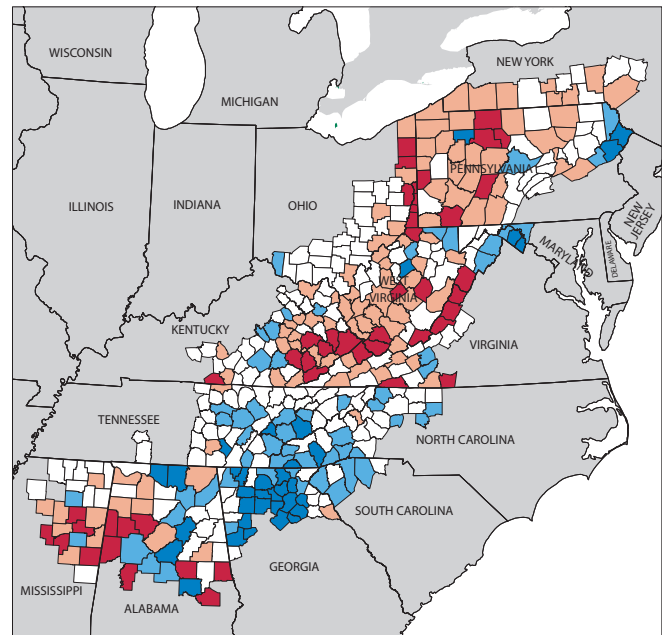 WISCONSIN
NEW YORK
MICHIGAN
PENNSYLVANIA
ILLINOIS
INDIANA
OHIO
NEW
JERSEY
MARYLAND
DELAWARE
WEST
VIRGINIA
KENTUCKY
VIRGINIA
TENNESSEE
NORTH CAROLINA
SOUTH CAROLINA
GEORGIA
MISSISSIPPI
ALABAMA